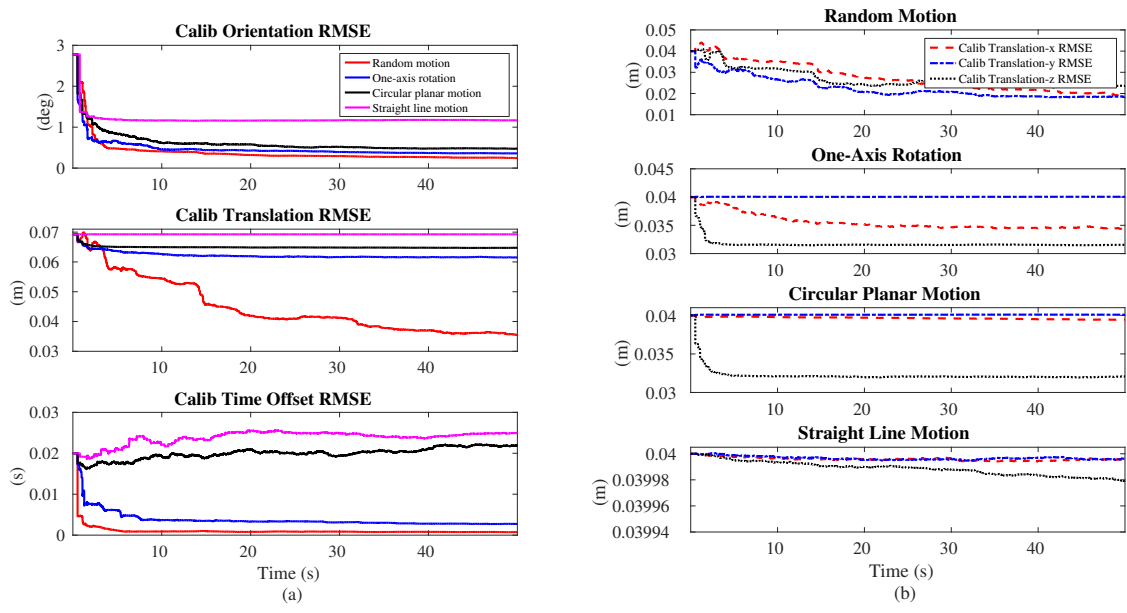 Calib Orientation RMSE
3
2
1
0
(deg)
10
20
30
40
Random motion
One-axis rotation
Circular planar motion
Straight line motion
Calib Translation RMSE
0.07
0.06
0.05
0.04
0.03
(m)
10
20
30
40
Calib Time Offset RMSE
0.03
0.02
0.01
0
(s)
10
20
30
40
Time (s)
(a)
Random Motion
0.05
0.04
0.03
0.02
0.01
(m)
10
20
30
40
Calib Translation-x RMSE
Calib Translation-y RMSE
Calib Translation-z RMSE
One-Axis Rotation
0.045
0.04
0.035
0.03
(m)
10
20
30
40
Circular Planar Motion
0.04
0.035
0.03
(m)
10
20
30
40
Straight Line Motion
0.04
0.03998
0.03996
0.03994
(m)
10
20
30
40
Time (s)
(b)